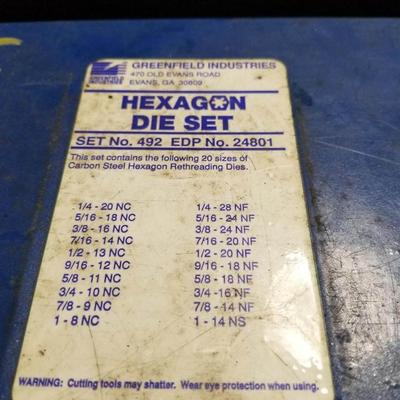 GREENFIELD INDUSTRIES
GREENFIELD INDUSTRIES
470 OLD EVANS ROAD
EVANS, GA 30809
HEXAGON
DIE SET
SET No. 492 EDP No. 24801
This set contains the following 20 sizes of
Carbon Steel Hexagon Rethreading Dies.
1/4 - 20 NC 1/4 - 28 NF
5/16 - 18 NC 5/16 - 24 NF
3/8 - 16 NC 3/8 - 24 NF
7/16 - 14 NC 7/16 - 20 NF
1/2 - 13 NC 1/2 - 20 NF
9/16 - 12 NC 9/16 - 18 NF
5/8 - 11 NC 5/8 - 18 NF
3/4 - 10 NC 3/4 - 16 NF
7/8 - 9 NC 7/8 - 14 NF
1 - 8 NC 1 - 14 NS
WARNING: Cutting tools may shatter. Wear eye protection when using.